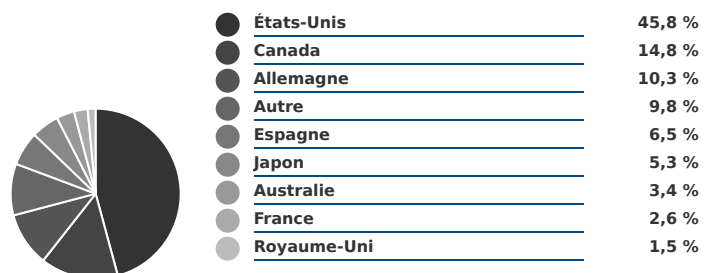 États-Unis 45,8 %
Canada 14,8 %
Allemagne 10,3 %
Autre 9,8 %
Espagne 6,5 %
Japon 5,3 %
Australie 3,4 %
France 2,6 %
Royaume-Uni 1,5 %